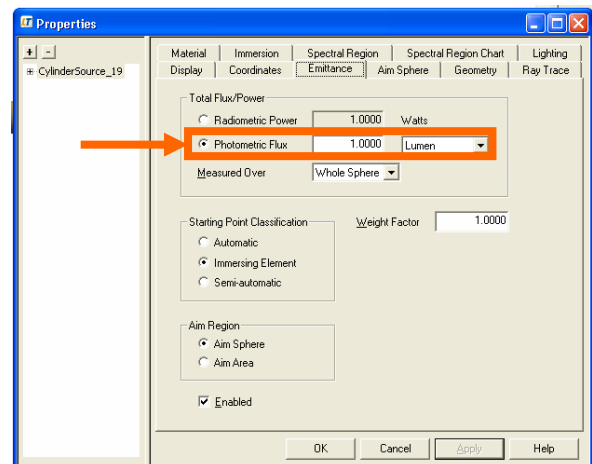 Properties
+ -
CylinderSource_19
Material Immersion Spectral Region Spectral Region Chart Lighting
Display Coordinates Emittance Aim Sphere Geometry Ray Trace
Total Flux/Power
Radiometric Power 1.0000 Watts
Photometric Flux 1.0000 Lumen
Measured Over Whole Sphere
Starting Point Classification Weight Factor 1.0000
Automatic
Immersing Element
Semi-automatic
Aim Region
Aim Sphere
Aim Area
Enabled
OK Cancel Apply Help